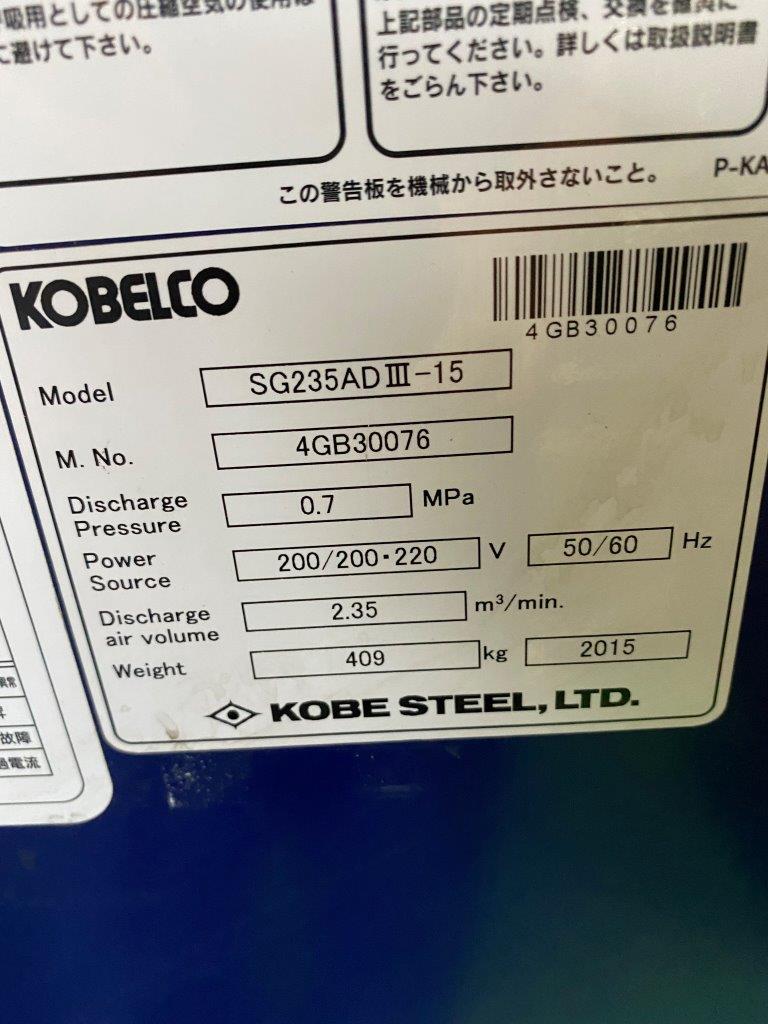 吸用としての圧縮空気の使用は
に避けて下さい。
上記部品の定期点検、交換を確実に
行ってください。詳しくは取扱説明書
をごらん下さい。
この警告板を機械から取外さないこと。 P-KA
KOBELCO
4GB30076
Model SG235ADⅢ-15
M. No. 4GB30076
Discharge
Pressure 0.7 MPa
Power
Source 200/200・220 V 50/60 Hz
Discharge
air volume 2.35 m³/min.
Weight 409 kg 2015
KOBE STEEL, LTD.
異常
昇
故障
過電流